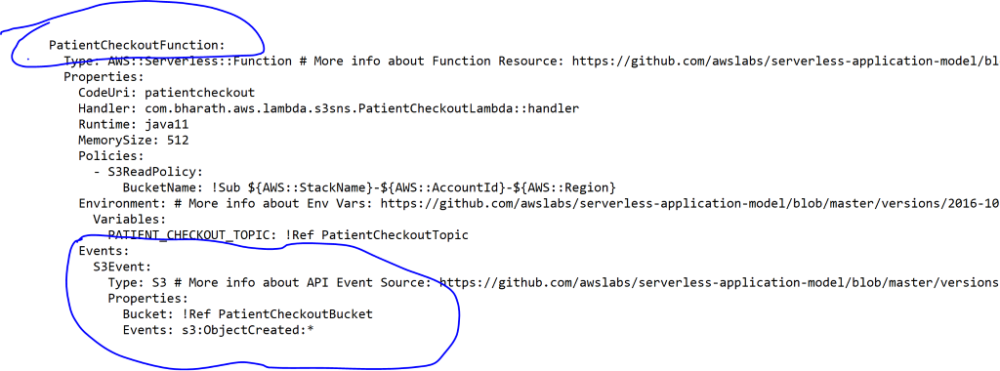 PatientCheckoutFunction:
Type: AWS::Serverless::Function # More info about Function Resource: https://github.com/awslabs/serverless-application-model/bl
Properties:
CodeUri: patientcheckout
Handler: com.bharath.aws.lambda.s3sns.PatientCheckoutLambda::handler
Runtime: java11
MemorySize: 512
Policies:
- S3ReadPolicy:
BucketName: !Sub ${AWS::StackName}-${AWS::AccountId}-${AWS::Region}
Environment: # More info about Env Vars: https://github.com/awslabs/serverless-application-model/blob/master/versions/2016-10
Variables:
PATIENT_CHECKOUT_TOPIC: !Ref PatientCheckoutTopic
Events:
S3Event:
Type: S3 # More info about API Event Source: https://github.com/awslabs/serverless-application-model/blob/master/versions
Properties:
Bucket: !Ref PatientCheckoutBucket
Events: s3:ObjectCreated:*